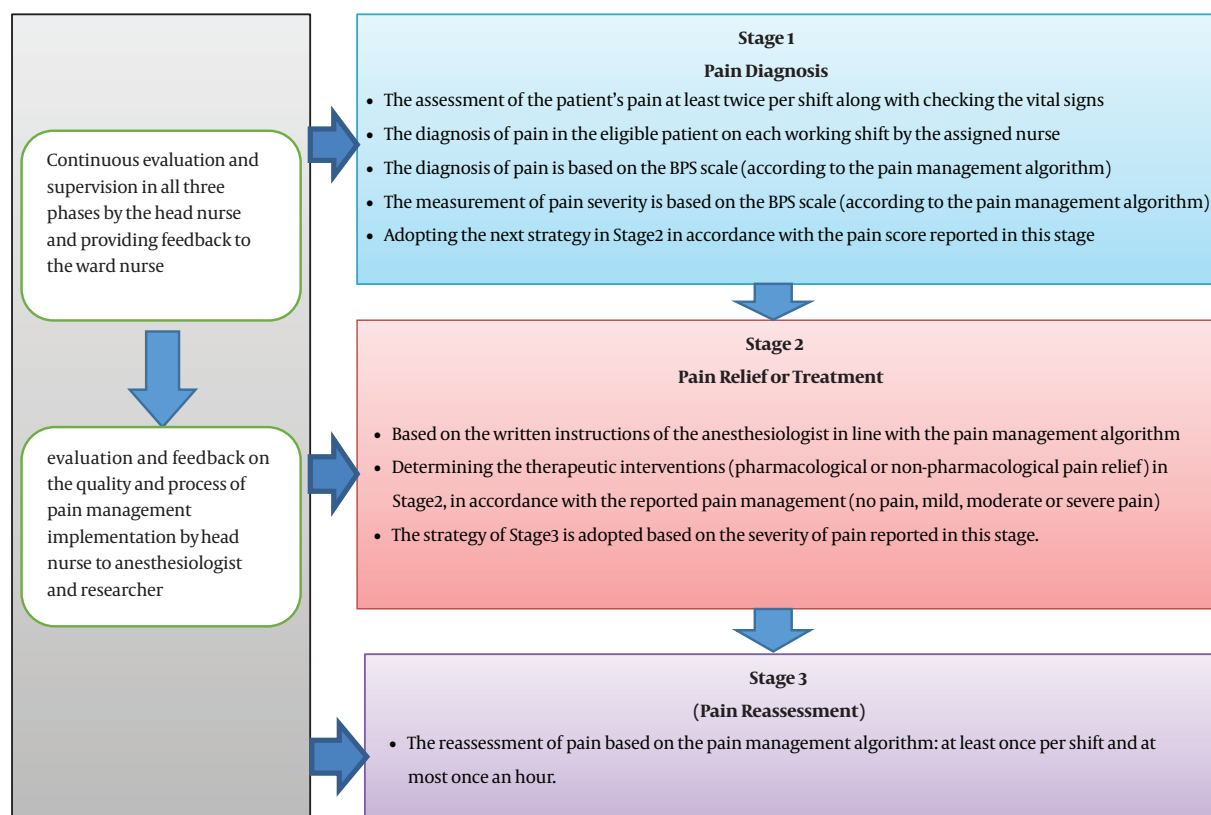 Continuous evaluation and
supervision in all three
phases by the head nurse
and providing feedback to
the ward nurse
evaluation and feedback on
the quality and process of
pain management
implementation by head
nurse to anesthesiologist
and researcher
Stage 1
Pain Diagnosis
• The assessment of the patient's pain at least twice per shift along with checking the vital signs
• The diagnosis of pain in the eligible patient on each working shift by the assigned nurse
• The diagnosis of pain is based on the BPS scale (according to the pain management algorithm)
• The measurement of pain severity is based on the BPS scale (according to the pain management algorithm)
• Adopting the next strategy in Stage2 in accordance with the pain score reported in this stage
Stage 2
Pain Relief or Treatment
• Based on the written instructions of the anesthesiologist in line with the pain management algorithm
• Determining the therapeutic interventions (pharmacological or non-pharmacological pain relief) in
Stage2, in accordance with the reported pain management (no pain, mild, moderate or severe pain)
• The strategy of Stage3 is adopted based on the severity of pain reported in this stage.
Stage 3
(Pain Reassessment)
• The reassessment of pain based on the pain management algorithm: at least once per shift and at
most once an hour.